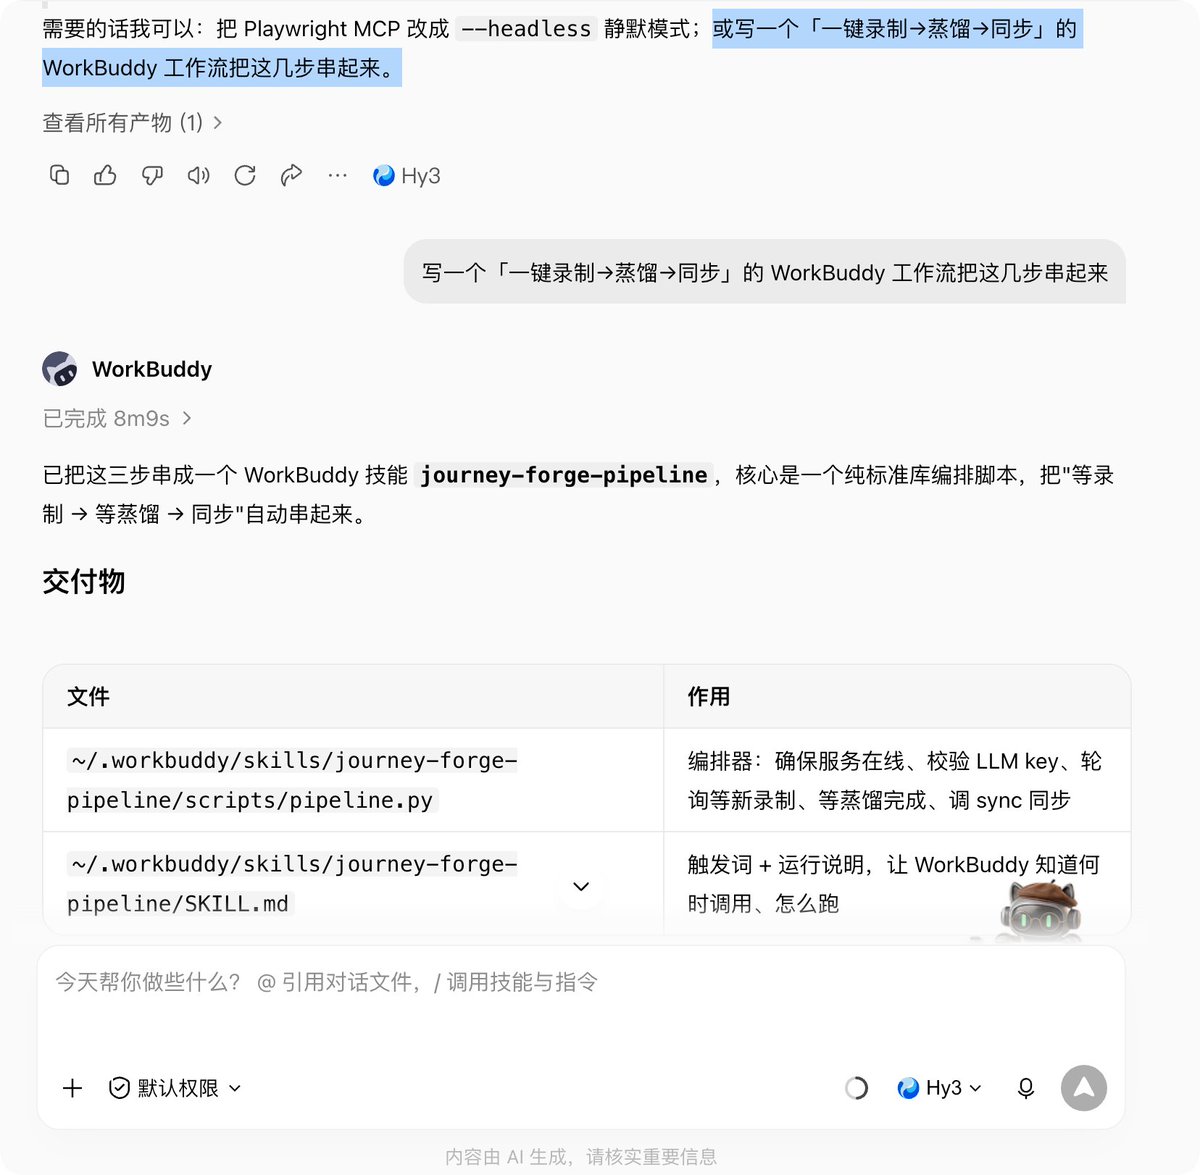 需要的话我可以：把 Playwright MCP 改成 --headless 静默模式；或写一个「一键录制→蒸馏→同步」的
WorkBuddy 工作流把这几步串起来。
查看所有产物 (1) >
Hy3
写一个「一键录制→蒸馏→同步」的 WorkBuddy 工作流把这几步串起来
WorkBuddy
已完成 8m9s >
已把这三步串成一个 WorkBuddy 技能 journey-forge-pipeline，核心是一个纯标准库编排脚本，把"等录
制 → 等蒸馏 → 同步"自动串起来。
交付物
文件 作用
~/.workbuddy/skills/journey-forge-
pipeline/scripts/pipeline.py
编排器：确保服务在线、校验 LLM key、轮
询等新录制、等蒸馏完成、调 sync 同步
~/.workbuddy/skills/journey-forge-
pipeline/SKILL.md
触发词 + 运行说明，让 WorkBuddy 知道何
时调用、怎么跑
今天帮你做些什么？ @ 引用对话文件，/ 调用技能与指令
默认权限
Hy3
内容由 AI 生成，请核实重要信息